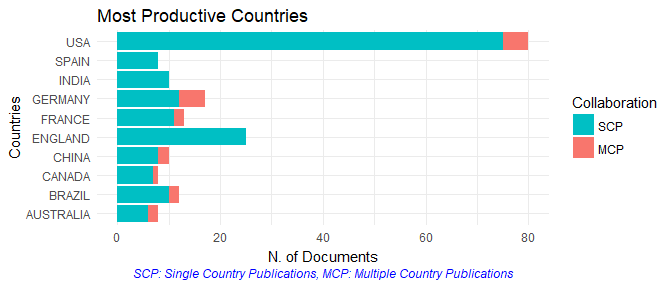 Most Productive Countries
USA
SPAIN
INDIA
GERMANY
FRANCE
ENGLAND
CHINA
CANADA
BRAZIL
AUSTRALIA
Countries
0 20 40 60 80
N. of Documents
SCP: Single Country Publications, MCP: Multiple Country Publications
Collaboration
SCP
MCP